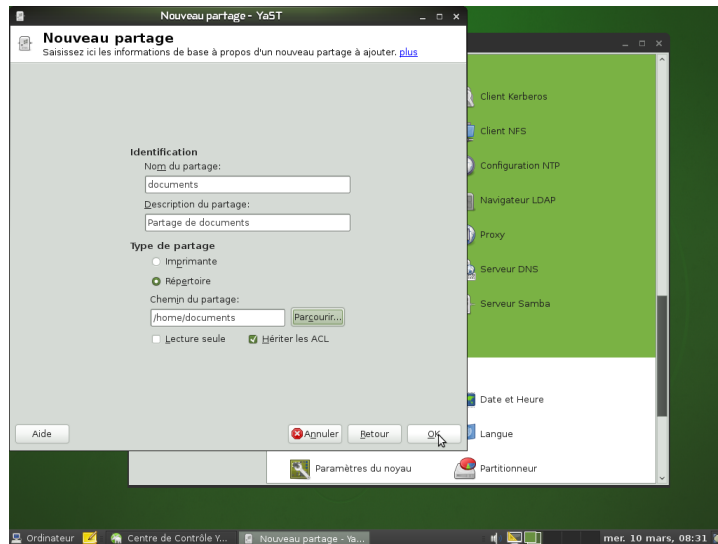 Nouveau partage - YaST
Nouveau partage
Saisissez ici les informations de base à propos d'un nouveau partage à ajouter. plus
Identification
Nom du partage:
documents
Description du partage:
Partage de documents
Type de partage
Imprimante
Répertoire
Chemin du partage:
/home/documents
Parcourir...
Lecture seule
Hériter les ACL
Aide
Annuler
Retour
OK
Client Kerberos
Client NFS
Configuration NTP
Navigateur LDAP
Proxy
Serveur DNS
Serveur Samba
Date et Heure
Langue
Paramètres du noyau
Partitionneur
Ordinateur
Centre de Contrôle Y...
Nouveau partage - Ya...
mer. 10 mars, 08:31